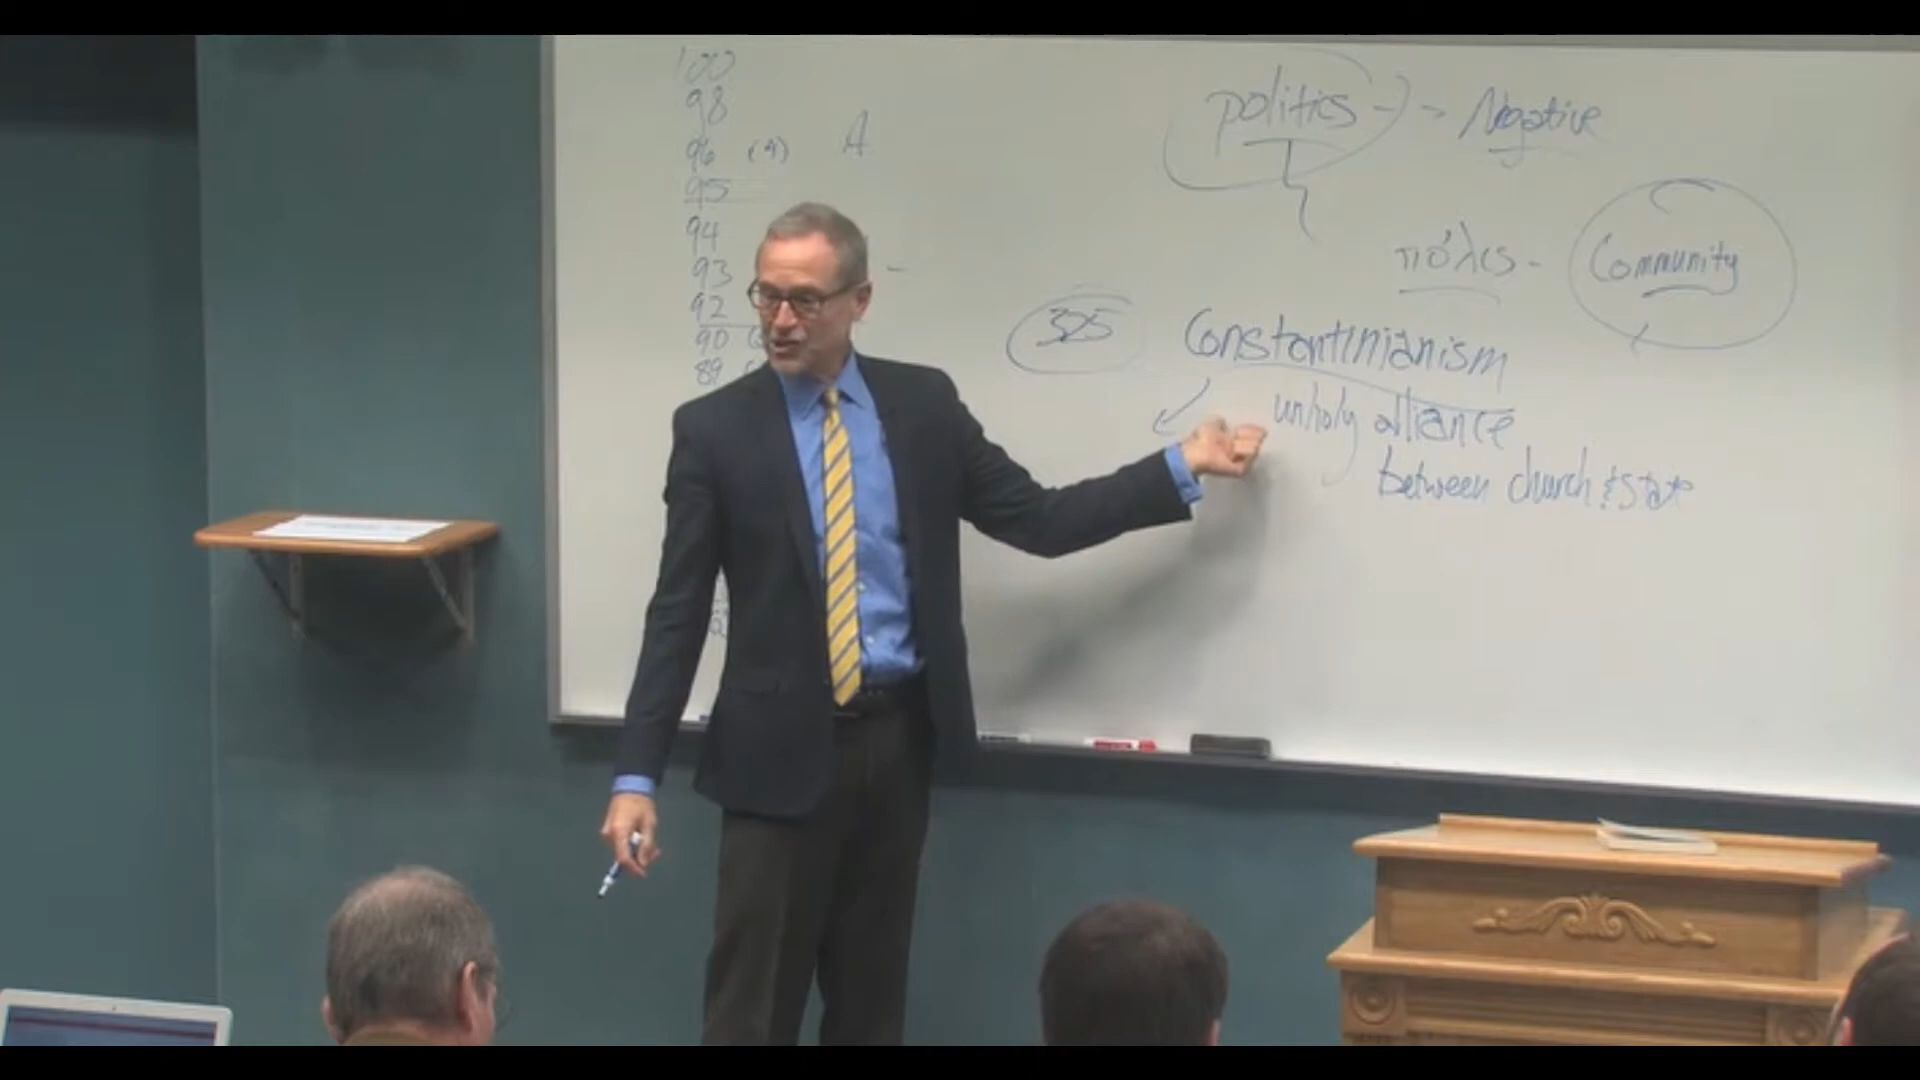 100
98
96 (4) A
95
94
93 -
92
90
89
politics - Negative
πόλις - Community
325 Constantinianism
unholy alliance
between church & state